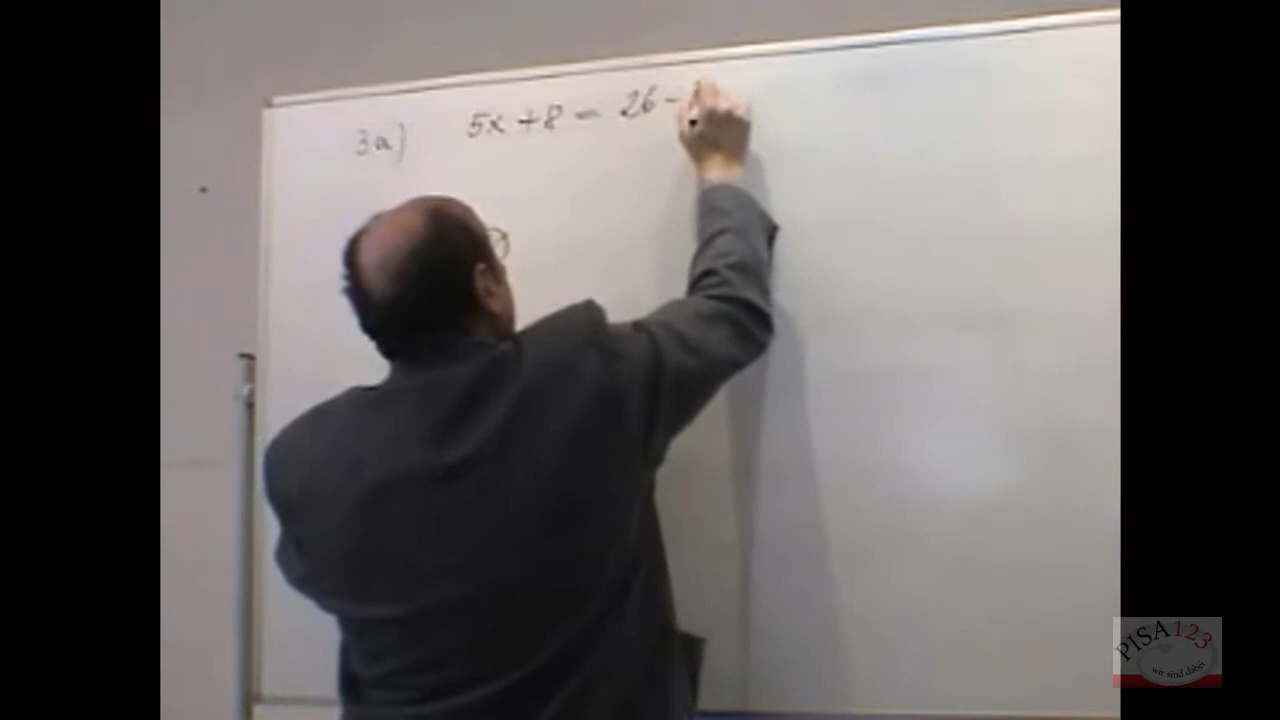 3a) 5x + 8 = 26 -
PISA123
wir sind dabei